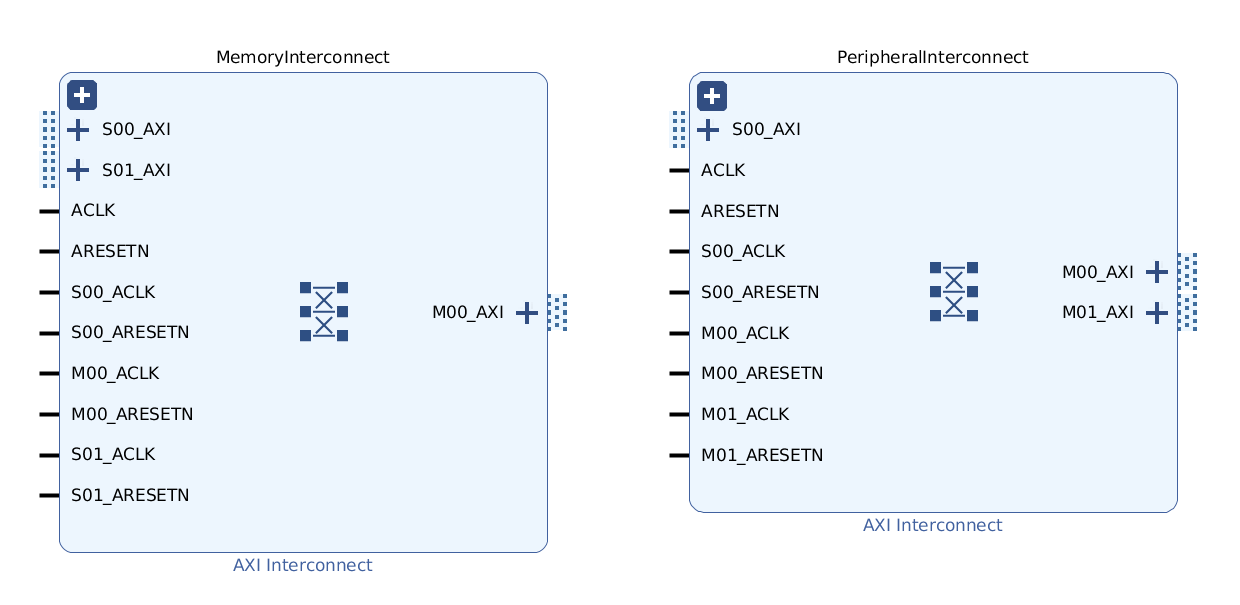 MemoryInterconnect
S00_AXI
S01_AXI
ACLK
ARESETN
S00_ACLK
S00_ARESETN
M00_ACLK
M00_ARESETN
S01_ACLK
S01_ARESETN
M00_AXI
AXI Interconnect
PeripheralInterconnect
S00_AXI
ACLK
ARESETN
S00_ACLK
S00_ARESETN
M00_ACLK
M00_ARESETN
M01_ACLK
M01_ARESETN
M00_AXI
M01_AXI
AXI Interconnect